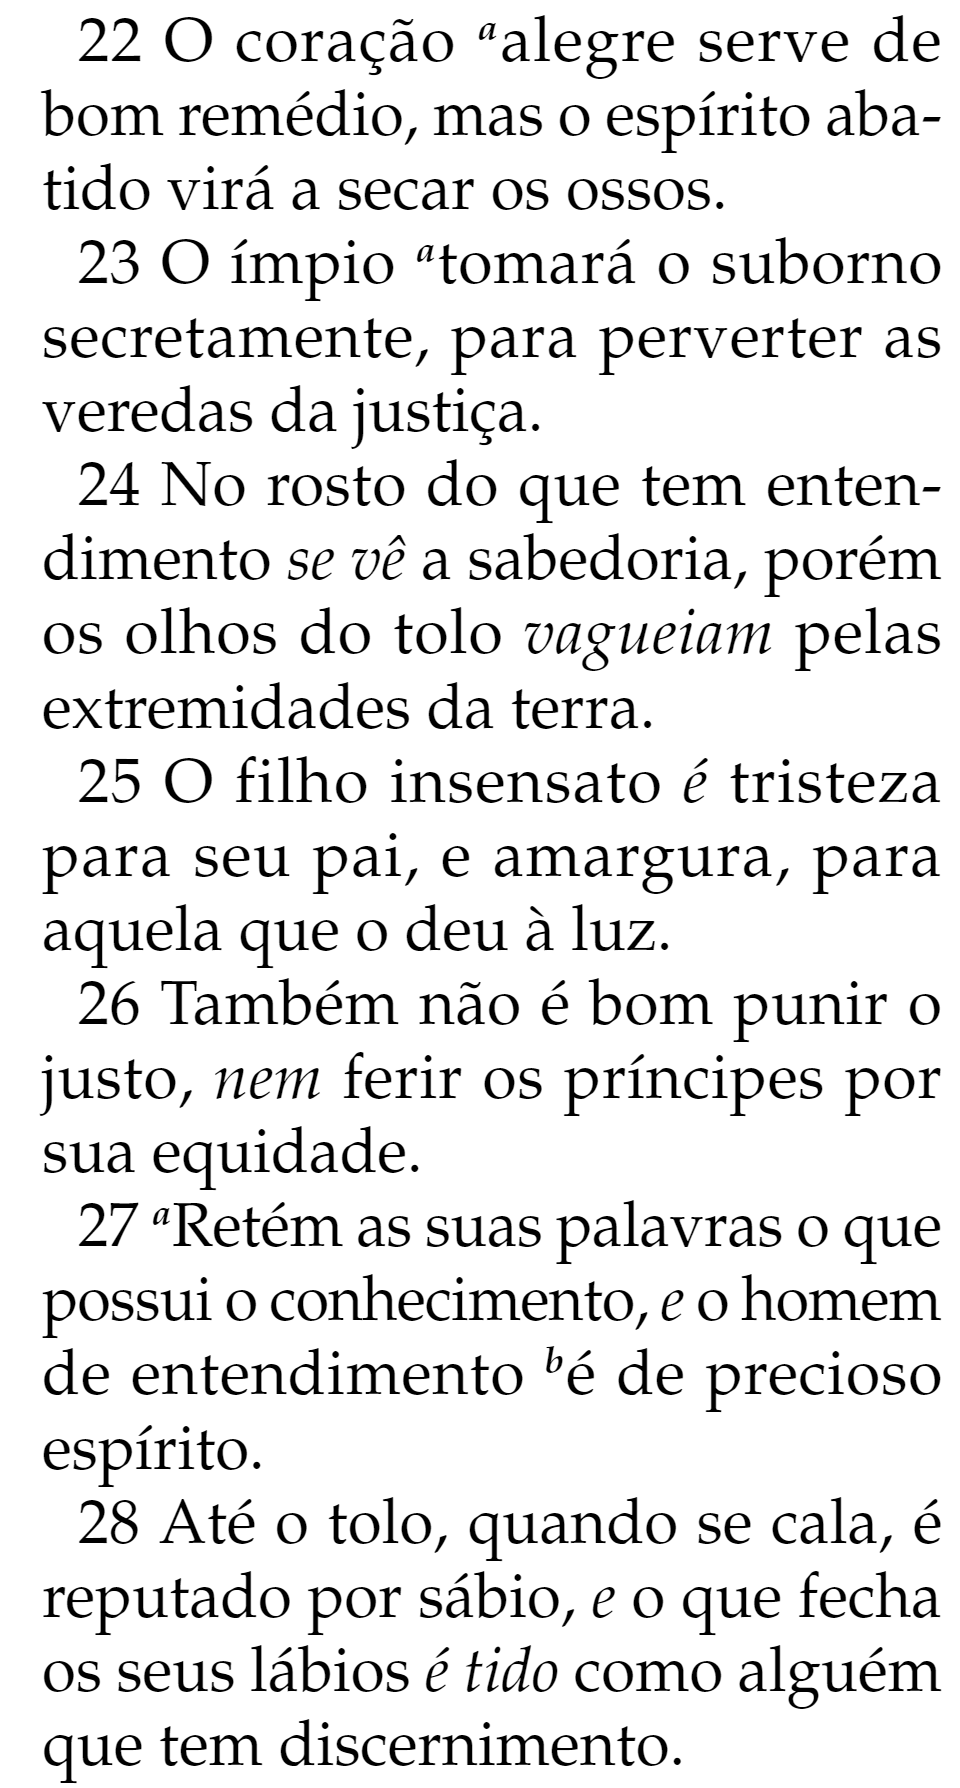 22 O coração ᵃalegre serve de
bom remédio, mas o espírito aba-
tido virá a secar os ossos.
23 O ímpio ᵃtomará o suborno
secretamente, para perverter as
veredas da justiça.
24 No rosto do que tem enten-
dimento se vê a sabedoria, porém
os olhos do tolo vagueiam pelas
extremidades da terra.
25 O filho insensato é tristeza
para seu pai, e amargura, para
aquela que o deu à luz.
26 Também não é bom punir o
justo, nem ferir os príncipes por
sua equidade.
27 ᵃRetém as suas palavras o que
possui o conhecimento, e o homem
de entendimento ᵇé de precioso
espírito.
28 Até o tolo, quando se cala, é
reputado por sábio, e o que fecha
os seus lábios é tido como alguém
que tem discernimento.